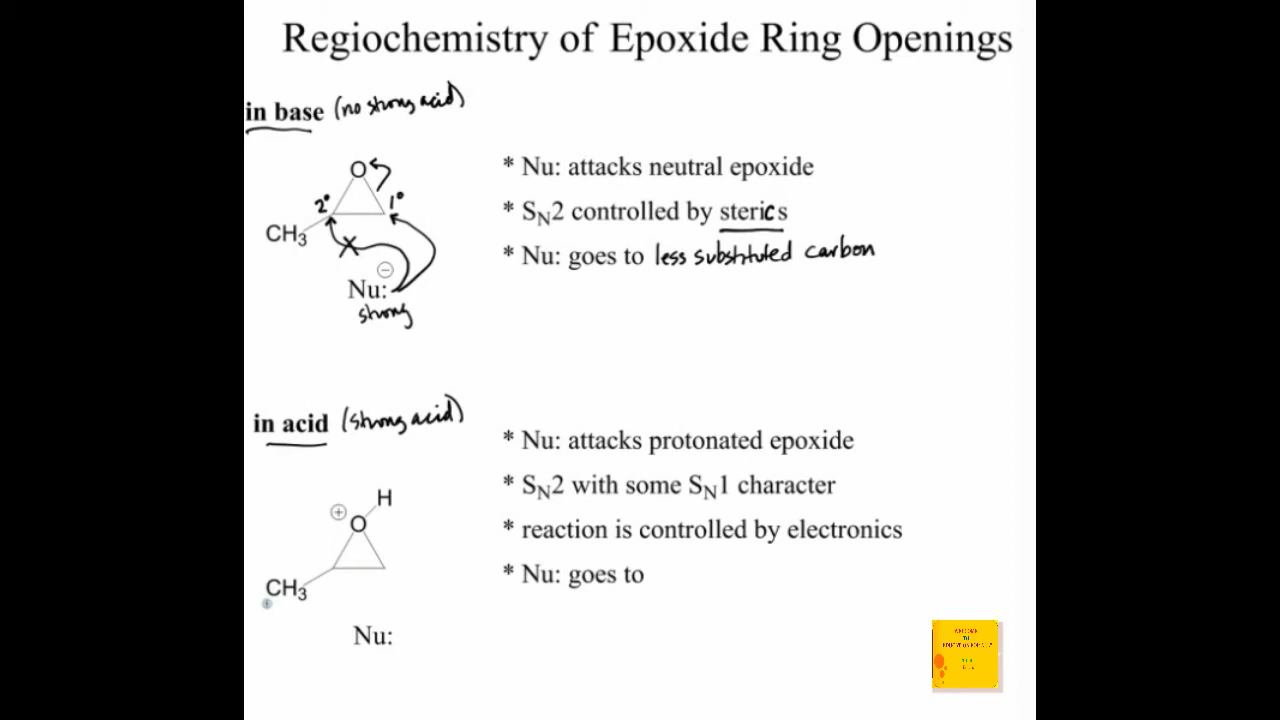 Regiochemistry of Epoxide Ring Openings
in base (no strong acid)
O
2° 1°
CH3
Nu:
strong
* Nu: attacks neutral epoxide
* SN2 controlled by sterics
* Nu: goes to less substituted carbon
in acid (strong acid)
H
+
O
CH3
Nu:
* Nu: attacks protonated epoxide
* SN2 with some SN1 character
* reaction is controlled by electronics
* Nu: goes to
WELCOME
TO